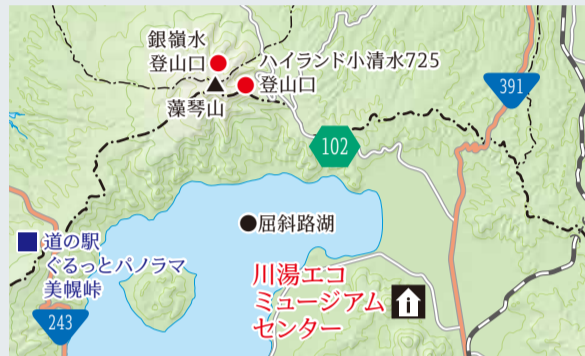 銀嶺水
登山口
ハイランド小清水725
登山口
藻琴山
391
102
屈斜路湖
道の駅
ぐるっとパノラマ
美幌峠
川湯エコ
ミュージアム
センター
243